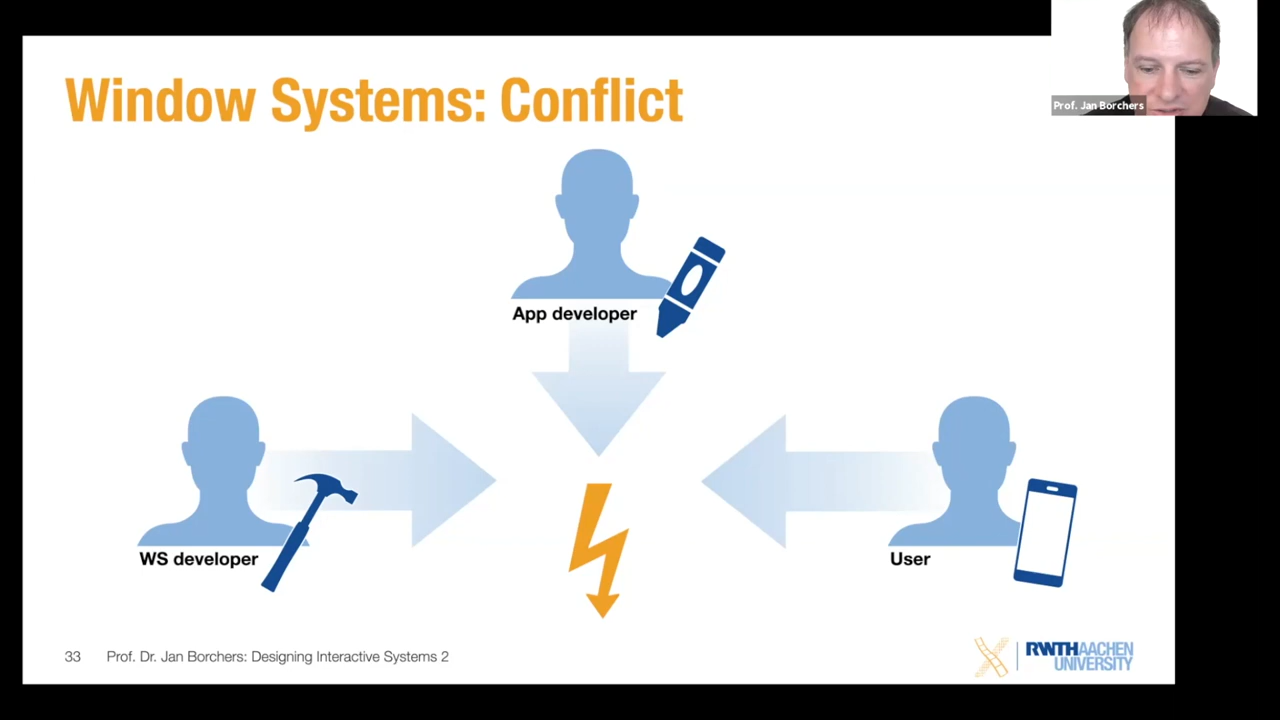 Window Systems: Conflict
Prof. Jan Borchers
App developer
WS developer
User
33
Prof. Dr. Jan Borchers: Designing Interactive Systems 2
RWTH AACHEN
UNIVERSITY